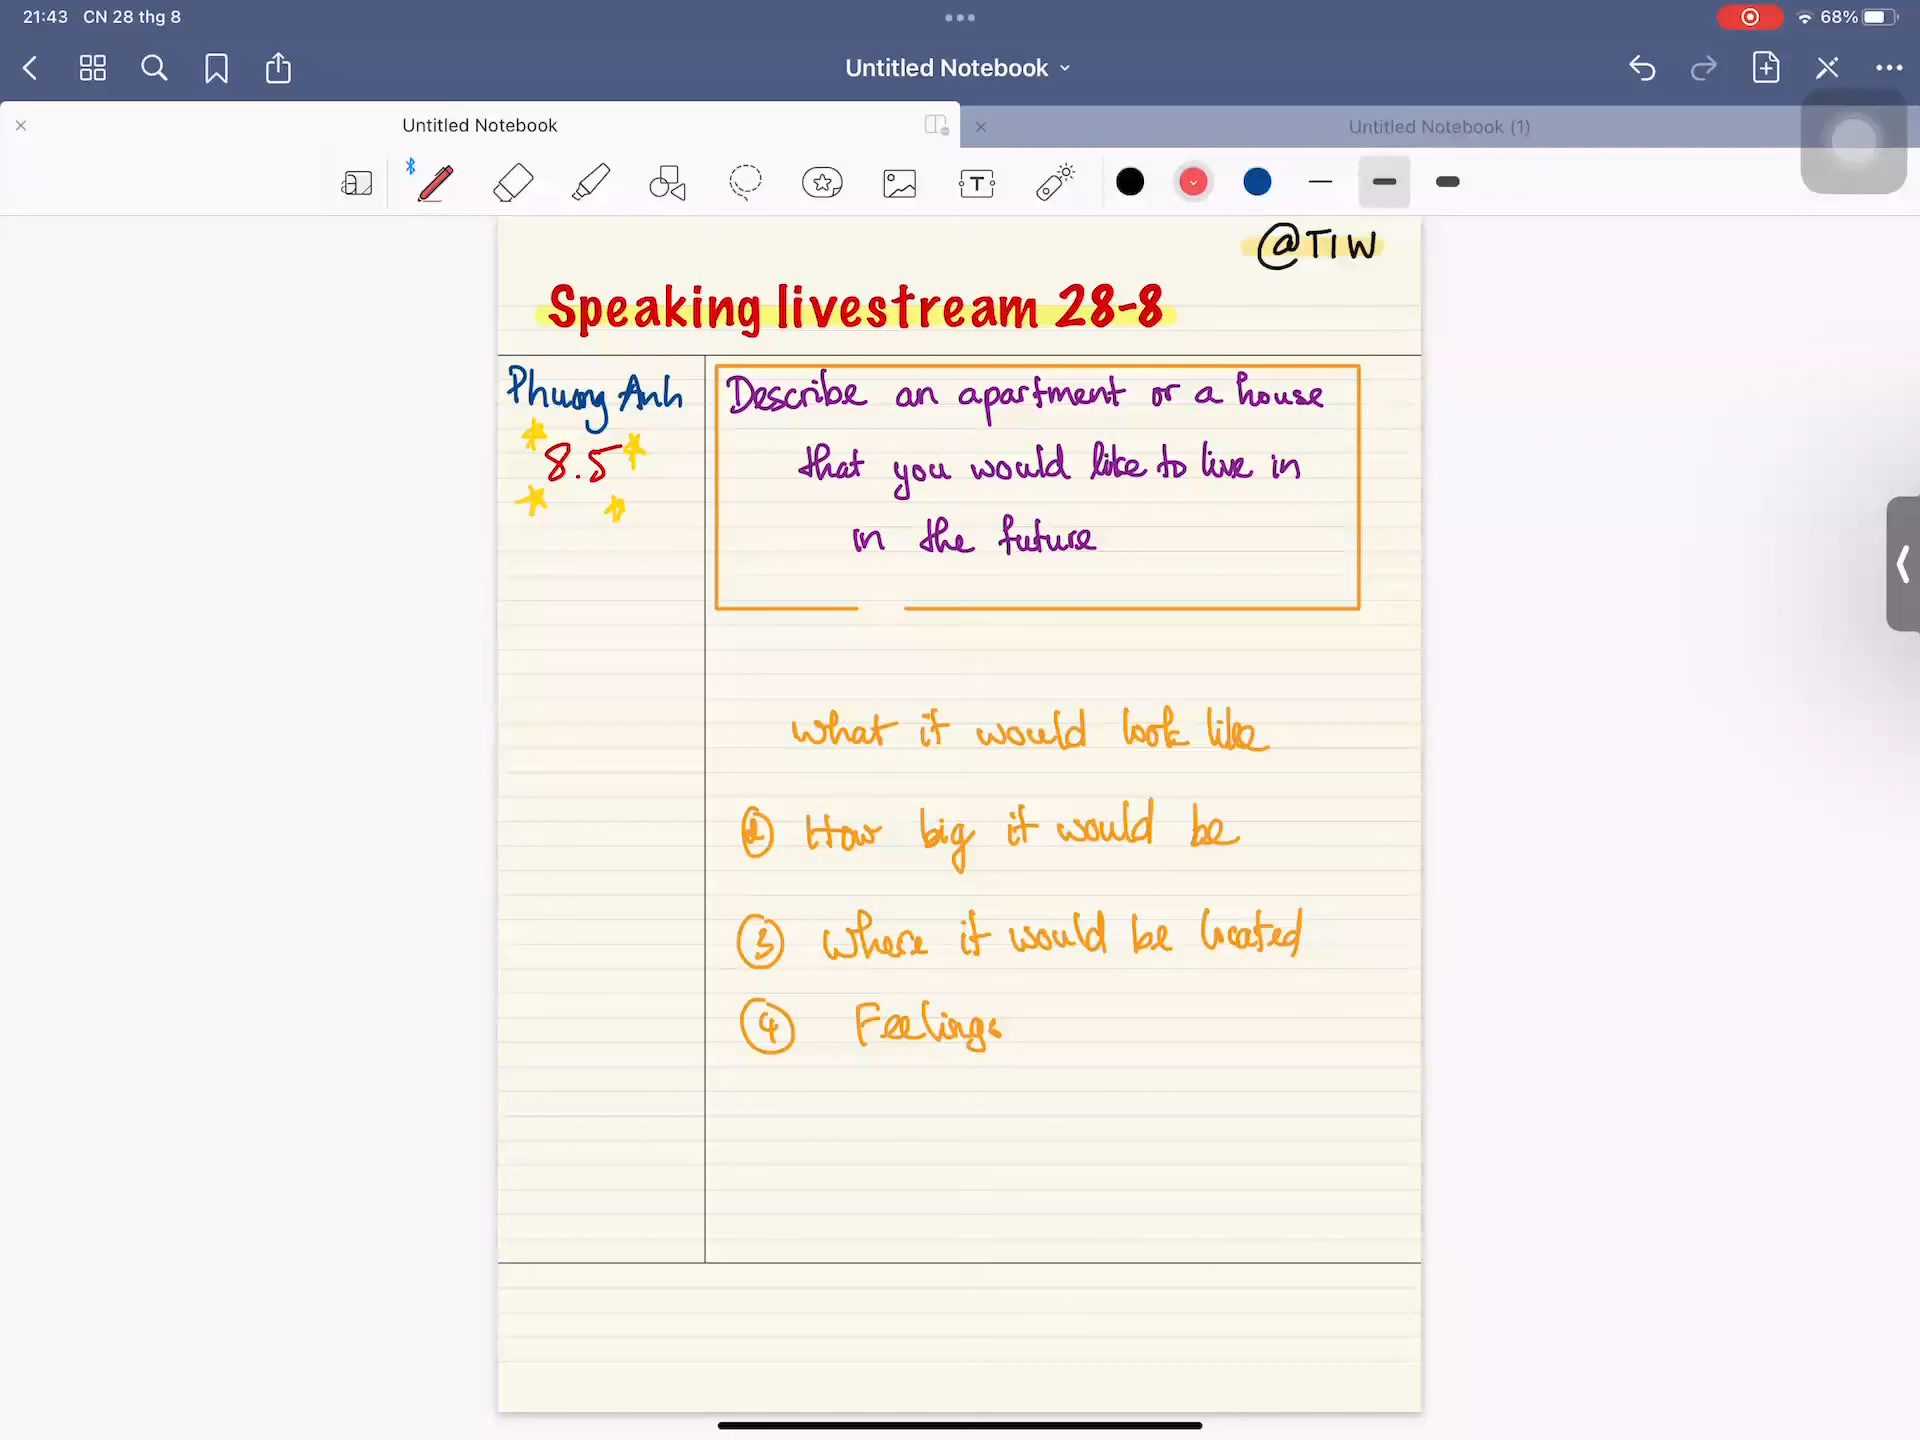 21:43 CN 28 thg 8
68%
Untitled Notebook
Untitled Notebook
Untitled Notebook (1)
@TIW
Speaking livestream 28-8
Phuong Anh
8.5
Describe an apartment or a house
that you would like to live in
in the future
what it would look like
② How big it would be
③ where it would be located
④ Feelings